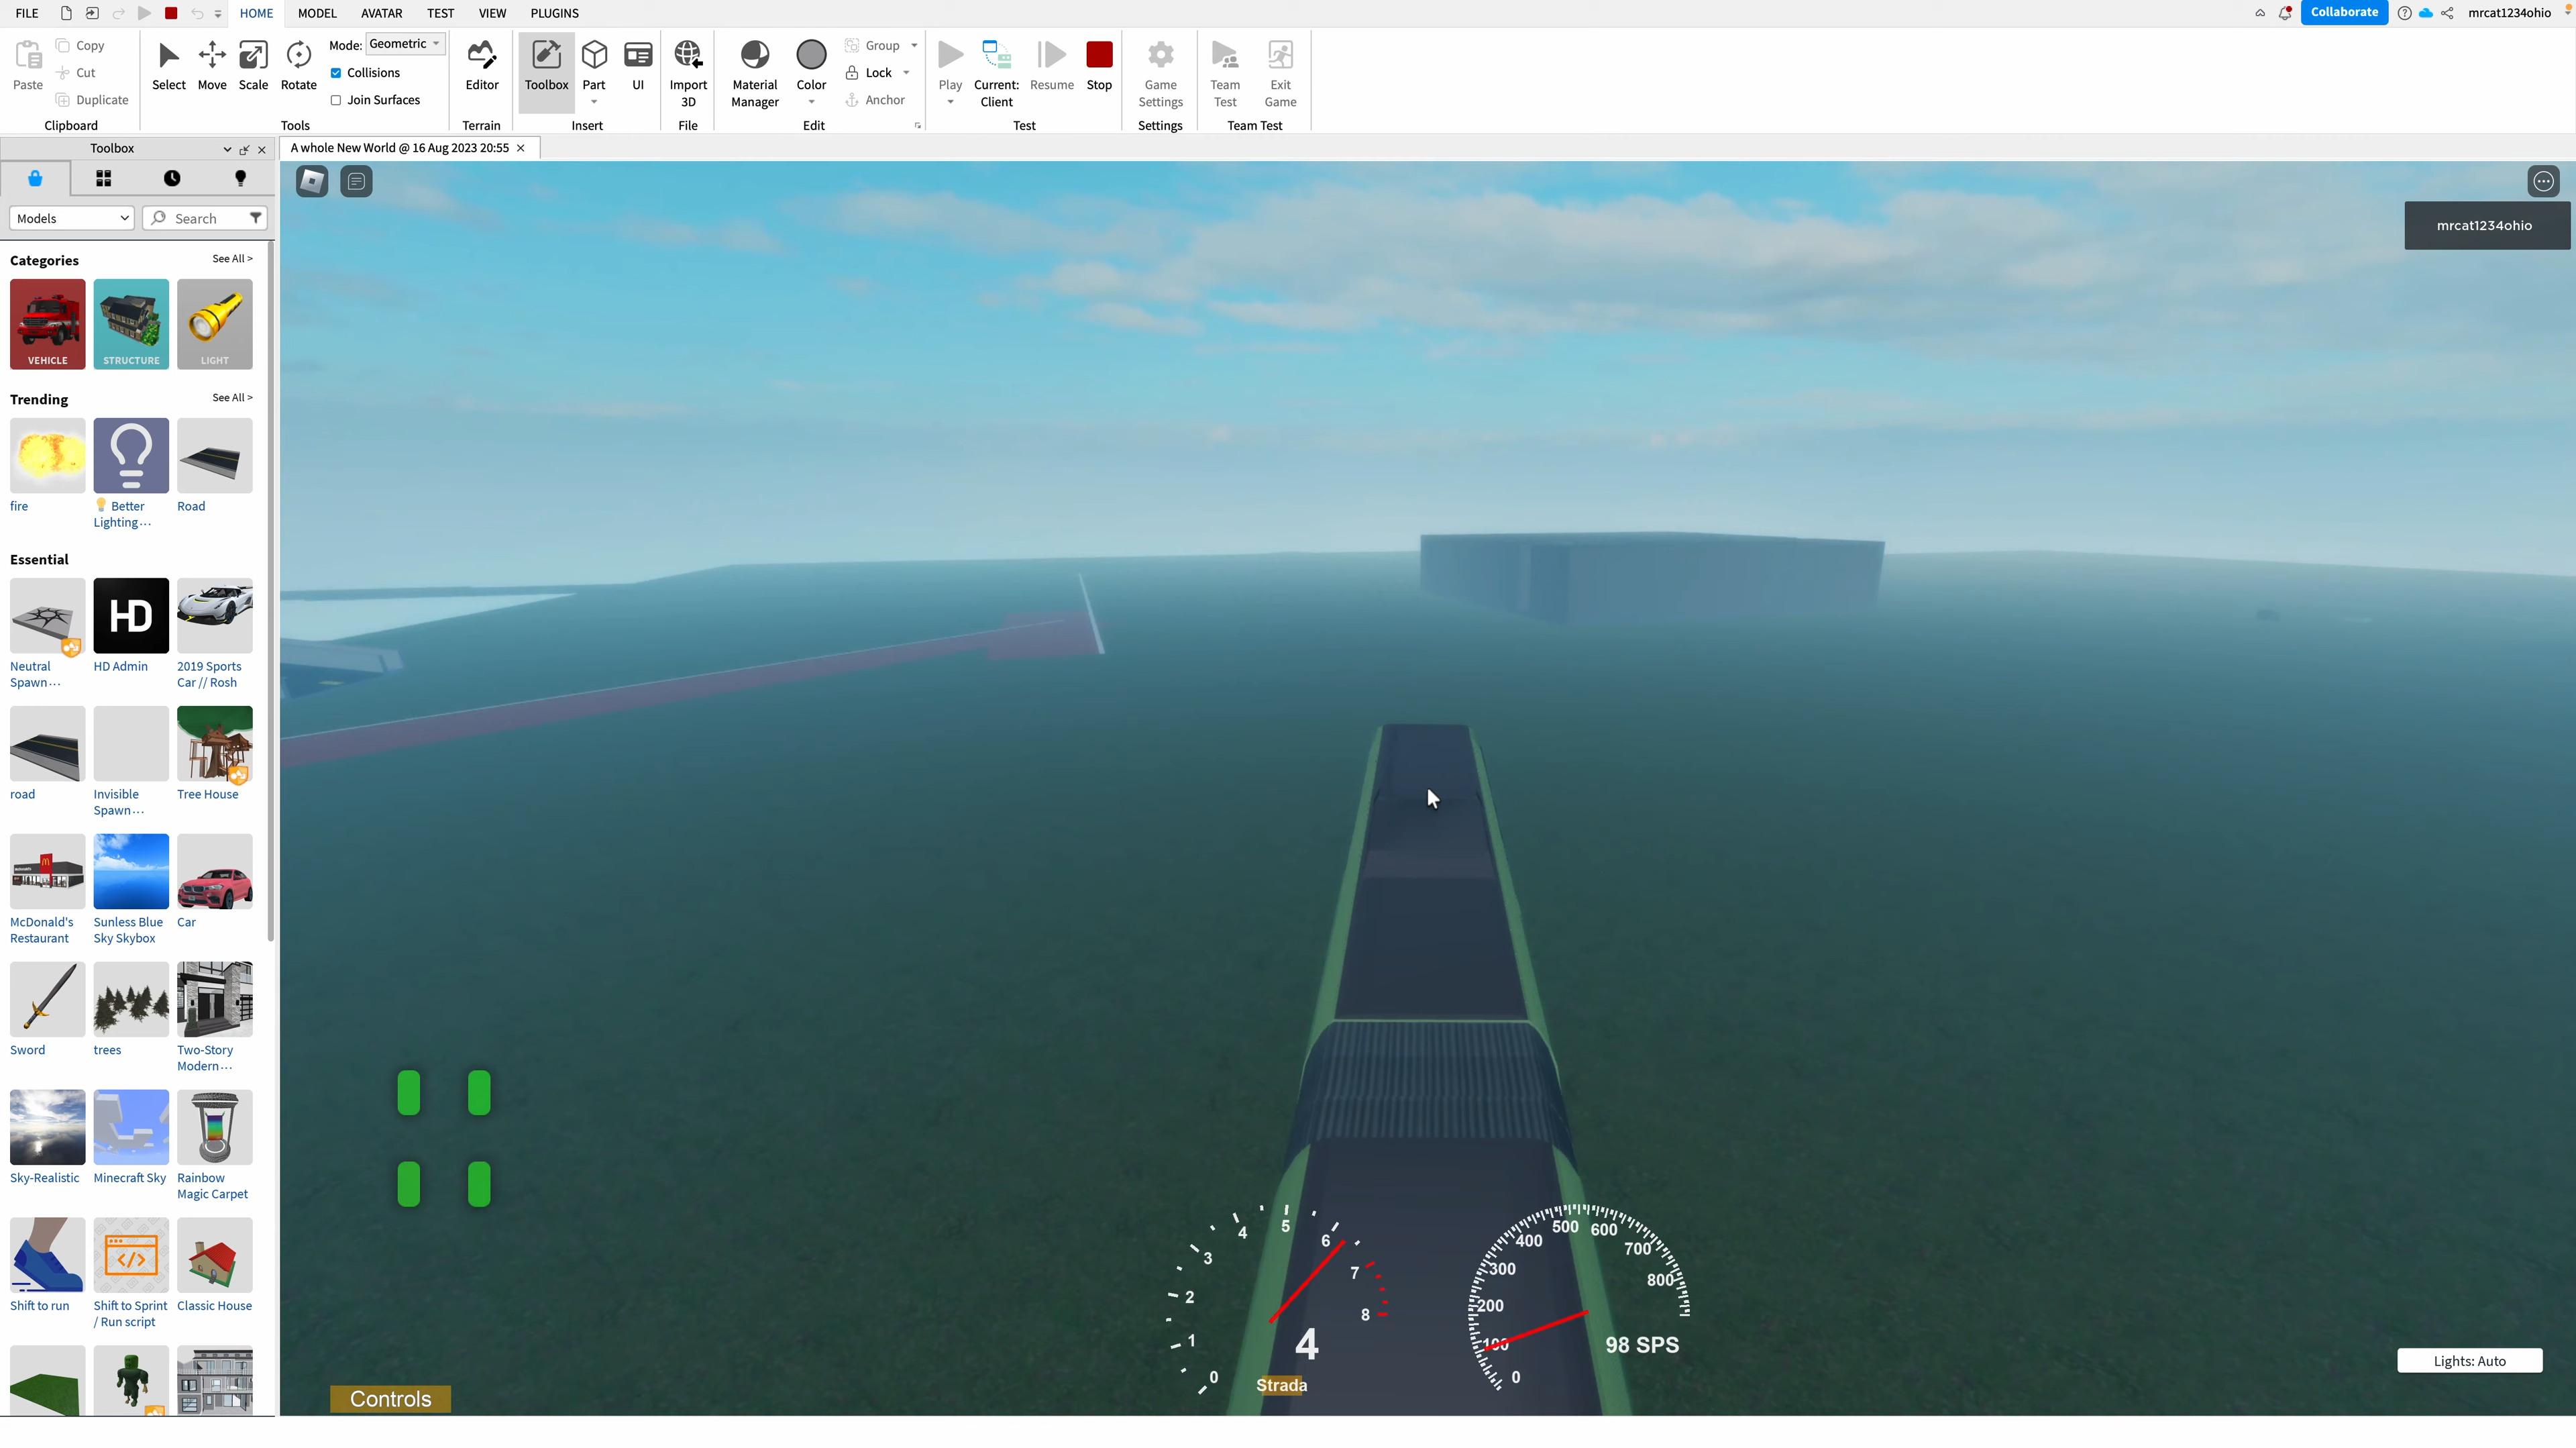 FILE
HOME
MODEL
AVATAR
TEST
VIEW
PLUGINS
Collaborate
mrcat1234ohio
Paste
Copy
Cut
Duplicate
Clipboard
Select
Move
Scale
Rotate
Mode: Geometric
Collisions
Join Surfaces
Tools
Editor
Terrain
Toolbox
Part
UI
Insert
Import
3D
File
Material
Manager
Color
Group
Lock
Anchor
Edit
Play
Current:
Client
Resume
Stop
Test
Game
Settings
Settings
Team
Test
Exit
Game
Team Test
Toolbox
A whole New World @ 16 Aug 2023 20:55
Models
Search
Categories
See All >
VEHICLE
STRUCTURE
LIGHT
Trending
See All >
fire
Better
Lighting...
Road
Essential
HD
Neutral
Spawn...
HD Admin
2019 Sports
Car // Rosh
road
Invisible
Spawn...
Tree House
McDonald's
Restaurant
Sunless Blue
Sky Skybox
Car
Sword
trees
Two-Story
Modern...
Sky-Realistic
Minecraft Sky
Rainbow
Magic Carpet
Shift to run
Shift to Sprint
/ Run script
Classic House
mrcat1234ohio
0
1
2
3
4
5
6
7
8
4
Strada
0
100
200
300
400
500
600
700
800
98 SPS
Controls
Lights: Auto